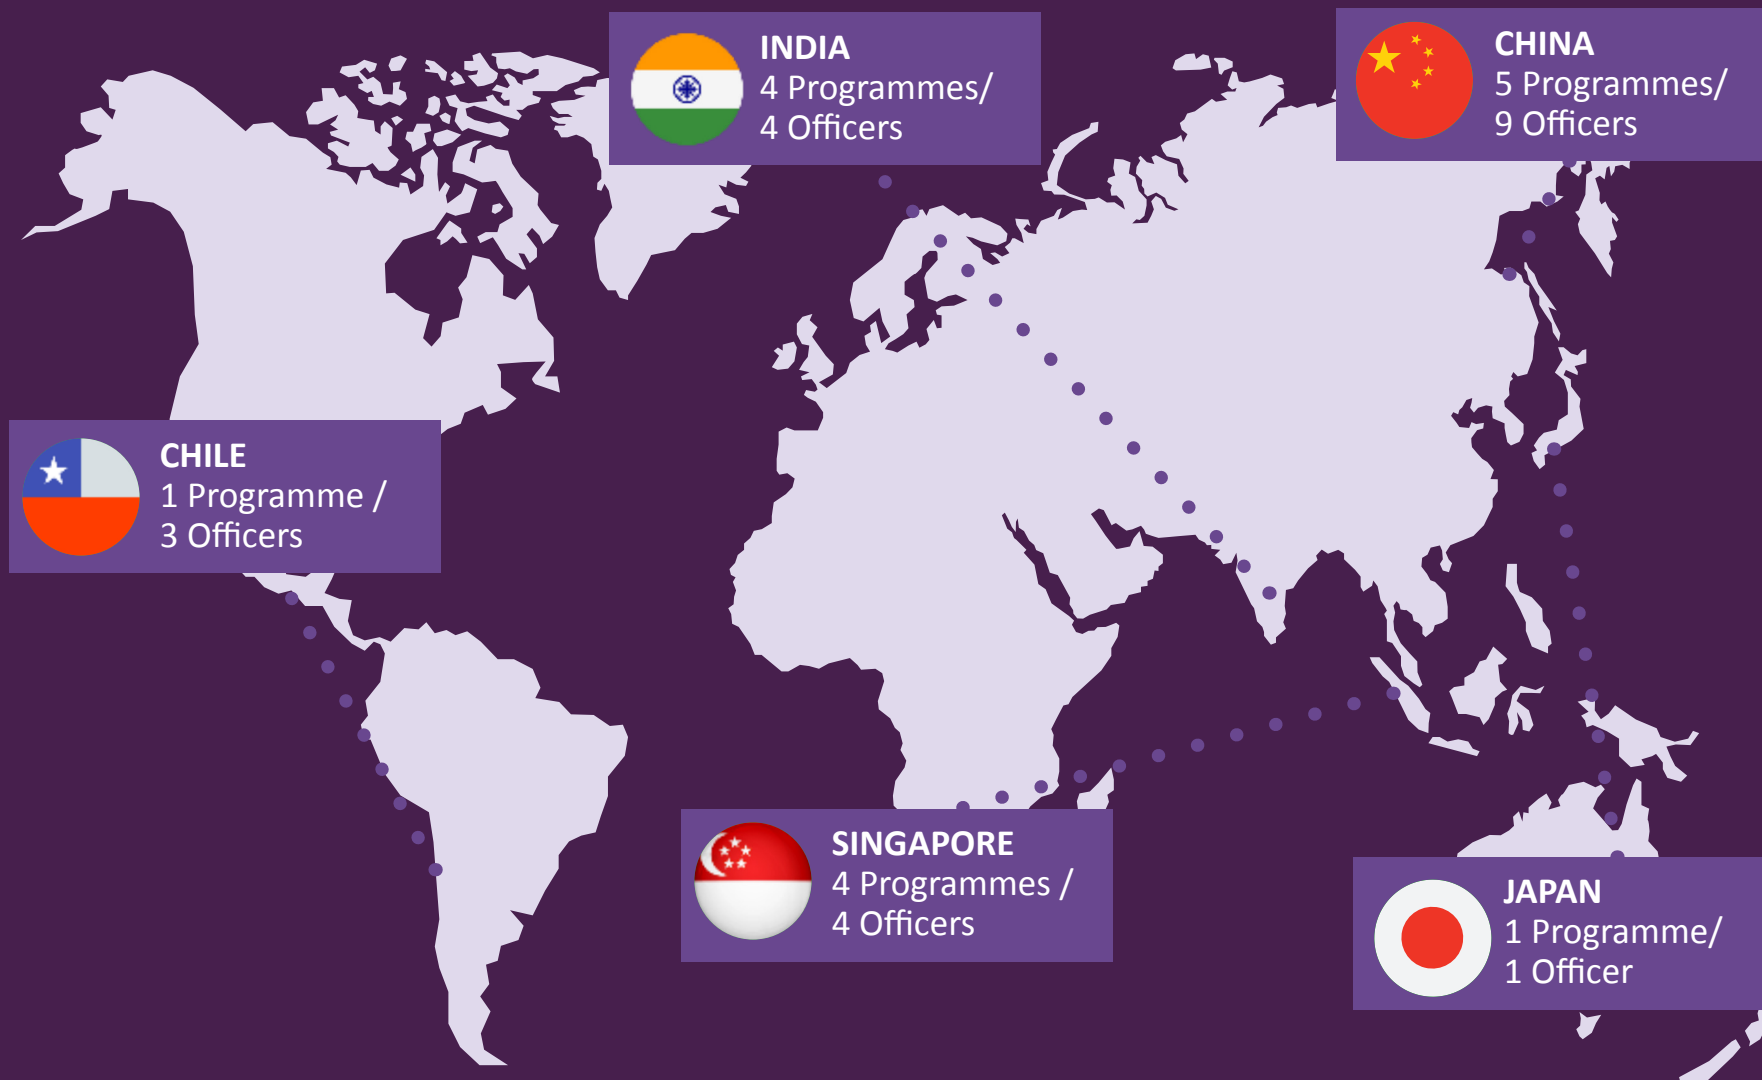 INDIA
4 Programmes/
4 Officers
CHINA
5 Programmes/
9 Officers
CHILE
1 Programme /
3 Officers
SINGAPORE
4 Programmes /
4 Officers
JAPAN
1 Programme/
1 Officer